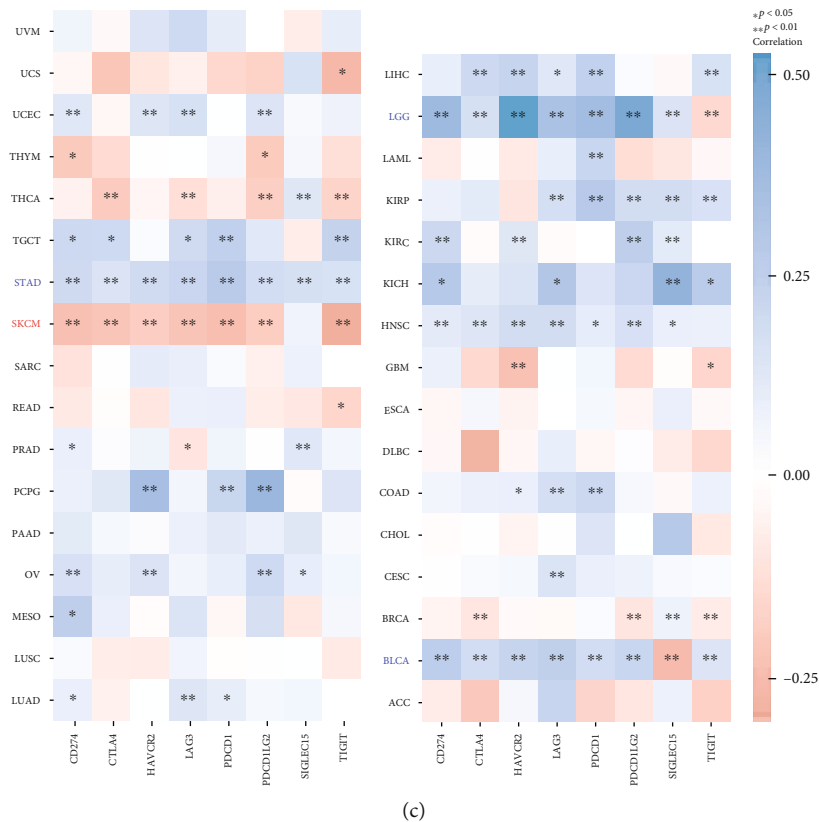 *p < 0.05
**p < 0.01
Correlation
0.50
0.25
0.00
−0.25
UVM
UCS *
UCEC ** ** ** **
THYM * *
THCA ** ** ** ** **
TGCT * * * ** **
STAD ** ** ** ** ** ** ** **
SKCM ** ** ** ** ** ** **
SARC
READ *
PRAD * * **
PCPG ** ** **
PAAD
OV ** ** ** *
MESO *
LUSC
LUAD * ** *
CD274
CTLA4
HAVCR2
LAG3
PDCD1
PDCD1LG2
SIGLEC15
TIGIT
LIHC ** ** * ** **
LGG ** ** ** ** ** ** ** **
LAML **
KIRP ** ** ** ** **
KIRC ** ** ** **
KICH * * ** *
HNSC ** ** ** ** * ** *
GBM ** *
ESCA
DLBC
COAD * ** **
CHOL
CESC **
BRCA ** ** ** **
BLCA ** ** ** ** ** ** ** **
ACC
CD274
CTLA4
HAVCR2
LAG3
PDCD1
PDCD1LG2
SIGLEC15
TIGIT
(c)